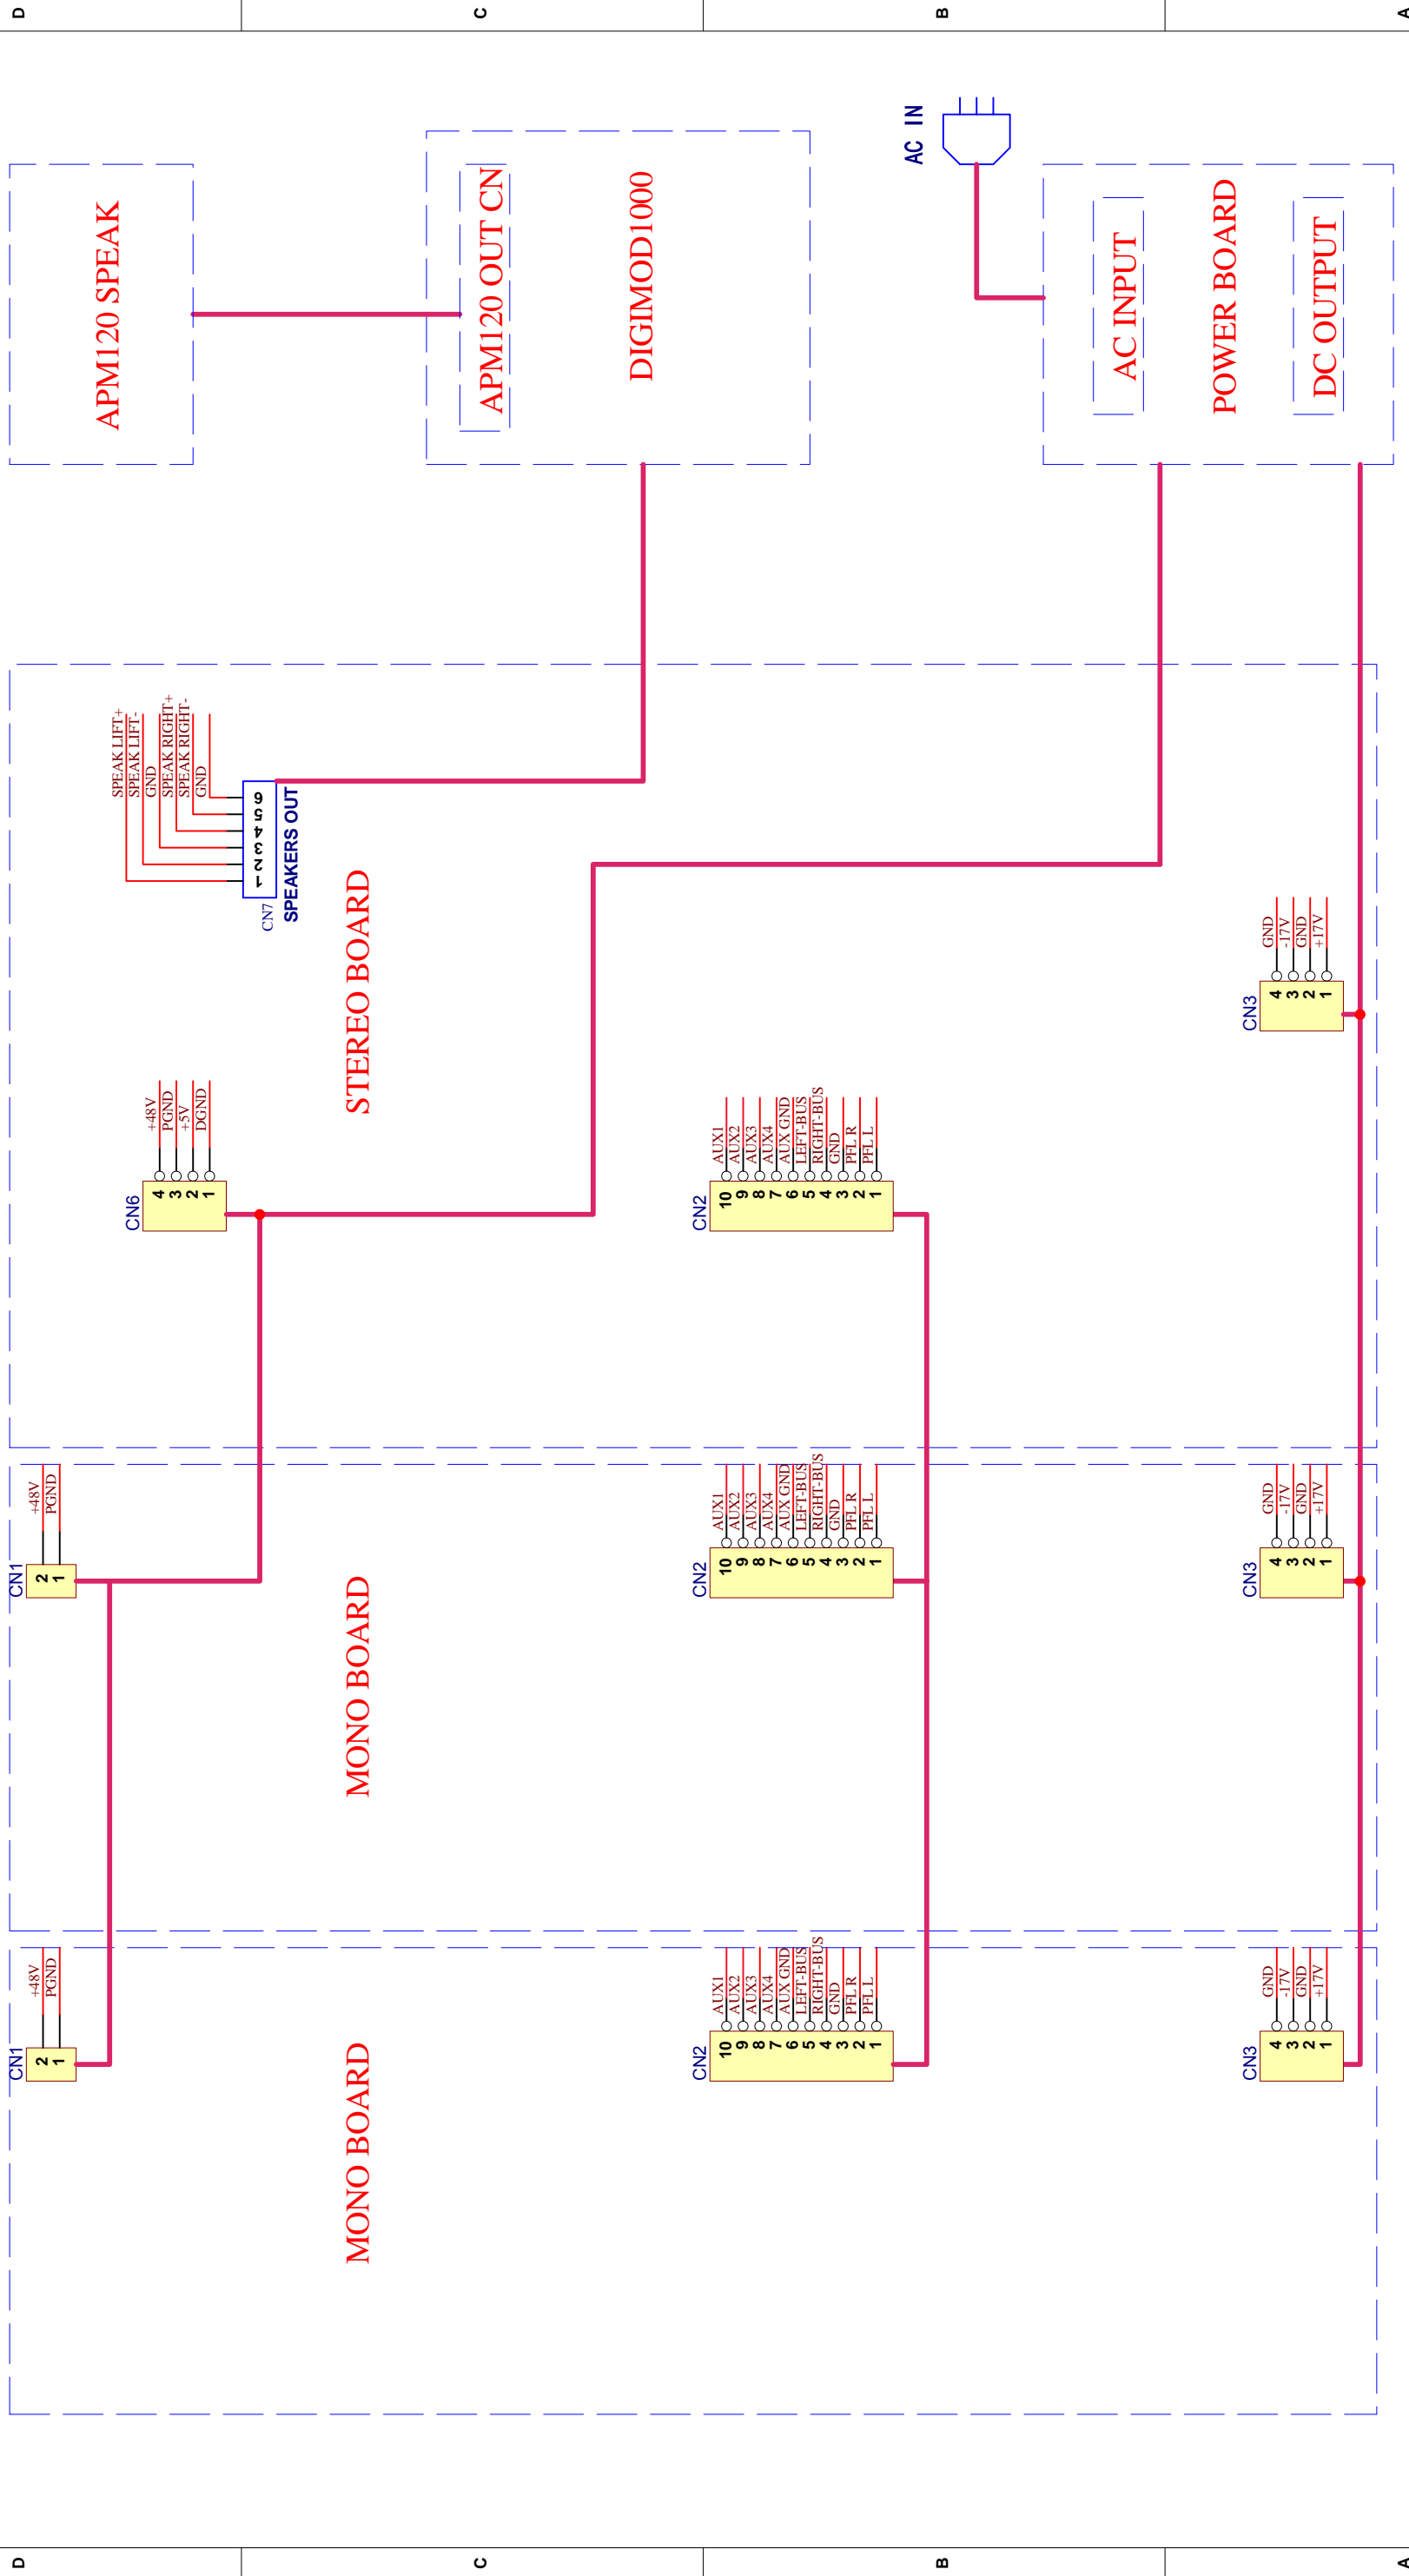 D
C
B
A
APM120 SPEAK
APM120 OUT CN
DIGIMOD1000
AC IN
AC INPUT
POWER BOARD
DC OUTPUT
SPEAK LIFT+
SPEAK LIFT-
GND
SPEAK RIGHT+
SPEAK RIGHT-
GND
1 2 3 4 5 6
CN7
SPEAKERS OUT
STEREO BOARD
CN6
+48V
PGND
+5V
DGND
4
3
2
1
CN2
AUX1
AUX2
AUX3
AUX4
AUX GND
LEFT-BUS
RIGHT-BUS
GND
PFL R
PFL L
10
9
8
7
6
5
4
3
2
1
CN3
GND
-17V
GND
+17V
4
3
2
1
CN1
+48V
PGND
2
1
MONO BOARD
CN2
AUX1
AUX2
AUX3
AUX4
AUX GND
LEFT-BUS
RIGHT-BUS
GND
PFL R
PFL L
10
9
8
7
6
5
4
3
2
1
CN3
GND
-17V
GND
+17V
4
3
2
1
CN1
+48V
PGND
2
1
MONO BOARD
CN2
AUX1
AUX2
AUX3
AUX4
AUX GND
LEFT-BUS
RIGHT-BUS
GND
PFL R
PFL L
10
9
8
7
6
5
4
3
2
1
CN3
GND
-17V
GND
+17V
4
3
2
1
D
C
B
A